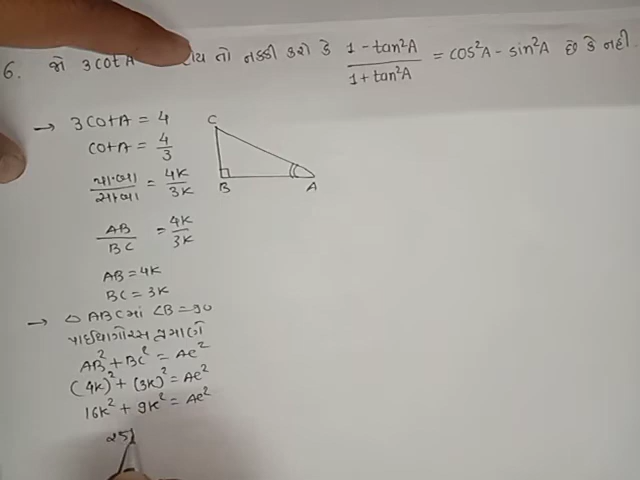 6. જો 3 cot A તો નક્કી કરો કે 1 - tan²A / 1 + tan²A = cos²A - sin²A છે કે નહી.
→ 3 cot A = 4
cot A = 4/3
પા.બા / સા.બા = 4K/3K
AB/BC = 4K/3K
AB = 4K
BC = 3K
C
B
A
→ △ ABC માં ∠B = 90
પાઈથાગોરસ પ્રમાણે
AB² + BC² = AC²
(4K)² + (3K)² = AC²
16K² + 9K² = AC²
25